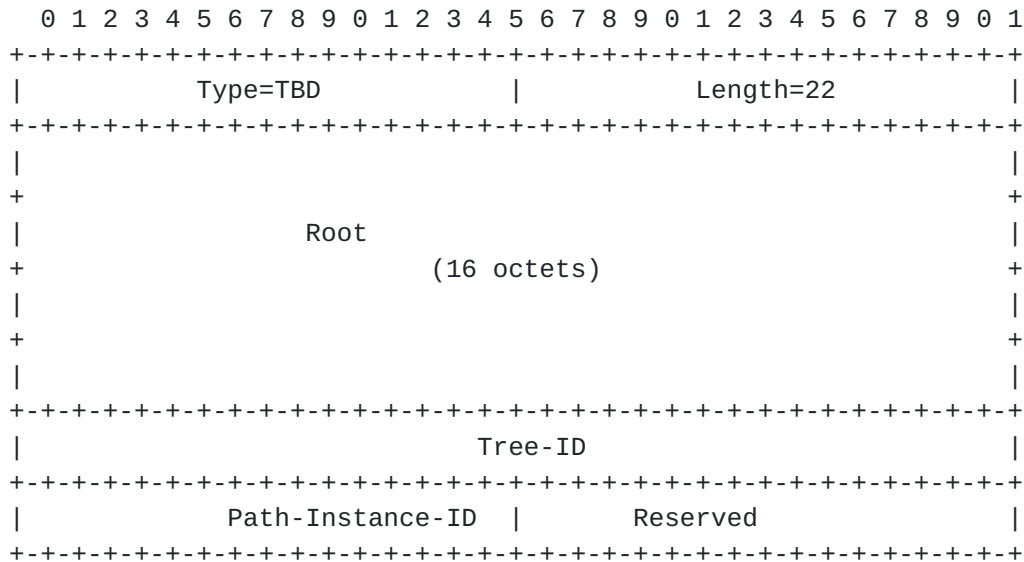 0 1 2 3 4 5 6 7 8 9 0 1 2 3 4 5 6 7 8 9 0 1 2 3 4 5 6 7 8 9 0 1
+-+-+-+-+-+-+-+-+-+-+-+-+-+-+-+-+-+-+-+-+-+-+-+-+-+-+-+-+-+-+-+-+
|           Type=TBD            |           Length=22           |
+-+-+-+-+-+-+-+-+-+-+-+-+-+-+-+-+-+-+-+-+-+-+-+-+-+-+-+-+-+-+-+-+
|                                                               |
+                                                               +
|                  Root                                         |
+                          (16 octets)                          +
|                                                               |
+                                                               +
|                                                               |
+-+-+-+-+-+-+-+-+-+-+-+-+-+-+-+-+-+-+-+-+-+-+-+-+-+-+-+-+-+-+-+-+
|                             Tree-ID                           |
+-+-+-+-+-+-+-+-+-+-+-+-+-+-+-+-+-+-+-+-+-+-+-+-+-+-+-+-+-+-+-+-+
|             Path-Instance-ID  |       Reserved                |
+-+-+-+-+-+-+-+-+-+-+-+-+-+-+-+-+-+-+-+-+-+-+-+-+-+-+-+-+-+-+-+-+